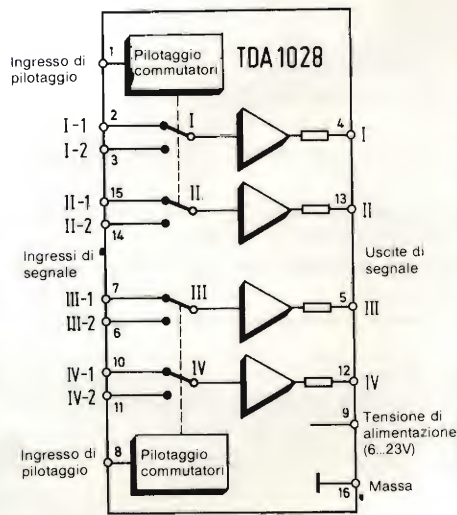 TDA 1028
Ingresso di
pilotaggio
1
Pilotaggio
commutatori
I-1
2
I-2
3
I
4
I
II-1
15
II-2
14
II
13
II
Ingressi di
segnale
Uscite di
segnale
III-1
7
III-2
6
III
5
III
IV-1
10
IV-2
11
IV
12
IV
9
Tensione di
alimentazione
(6...23V)
Ingresso di
pilotaggio
8
Pilotaggio
commutatori
16
Massa